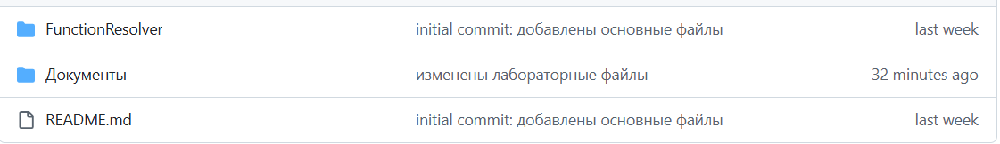 FunctionResolver initial commit: добавлены основные файлы last week
Документы изменены лабораторные файлы 32 minutes ago
README.md initial commit: добавлены основные файлы last week